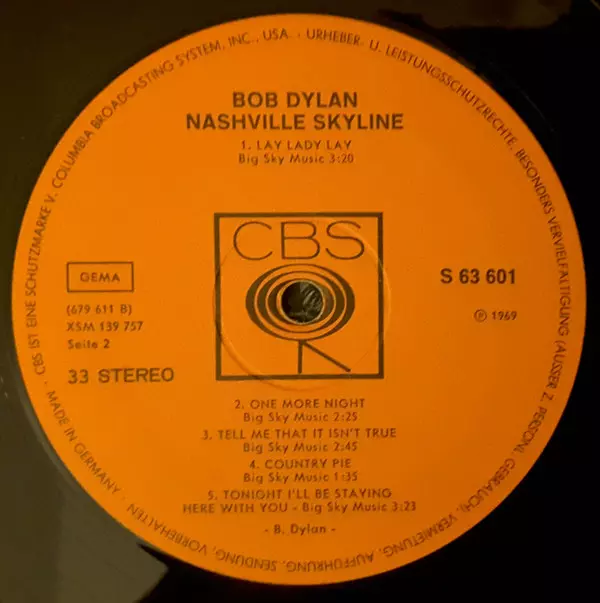 BOB DYLAN
NASHVILLE SKYLINE
1. LAY LADY LAY
Big Sky Music 3:20
CBS
GEMA
(679 611 B)
XSM 139 757
Seite 2
33 STEREO
S 63 601
℗ 1969
2. ONE MORE NIGHT
Big Sky Music 2:25
3. TELL ME THAT IT ISN'T TRUE
Big Sky Music 2:45
4. COUNTRY PIE
Big Sky Music 1:35
5. TONIGHT I'LL BE STAYING
HERE WITH YOU - Big Sky Music 3:23
- B. Dylan -
· CBS IST EINE SCHUTZMARKE V. COLUMBIA BROADCASTING SYSTEM, INC., USA · URHEBER- U. LEISTUNGSSCHUTZRECHTE, BESONDERS VERVIELFÄLTIGUNG (AUSSER Z. PERSÖNL. GEBRAUCH), VERMIETUNG, AUFFÜHRUNG, SENDUNG, VORBEHALTEN · MADE IN GERMANY